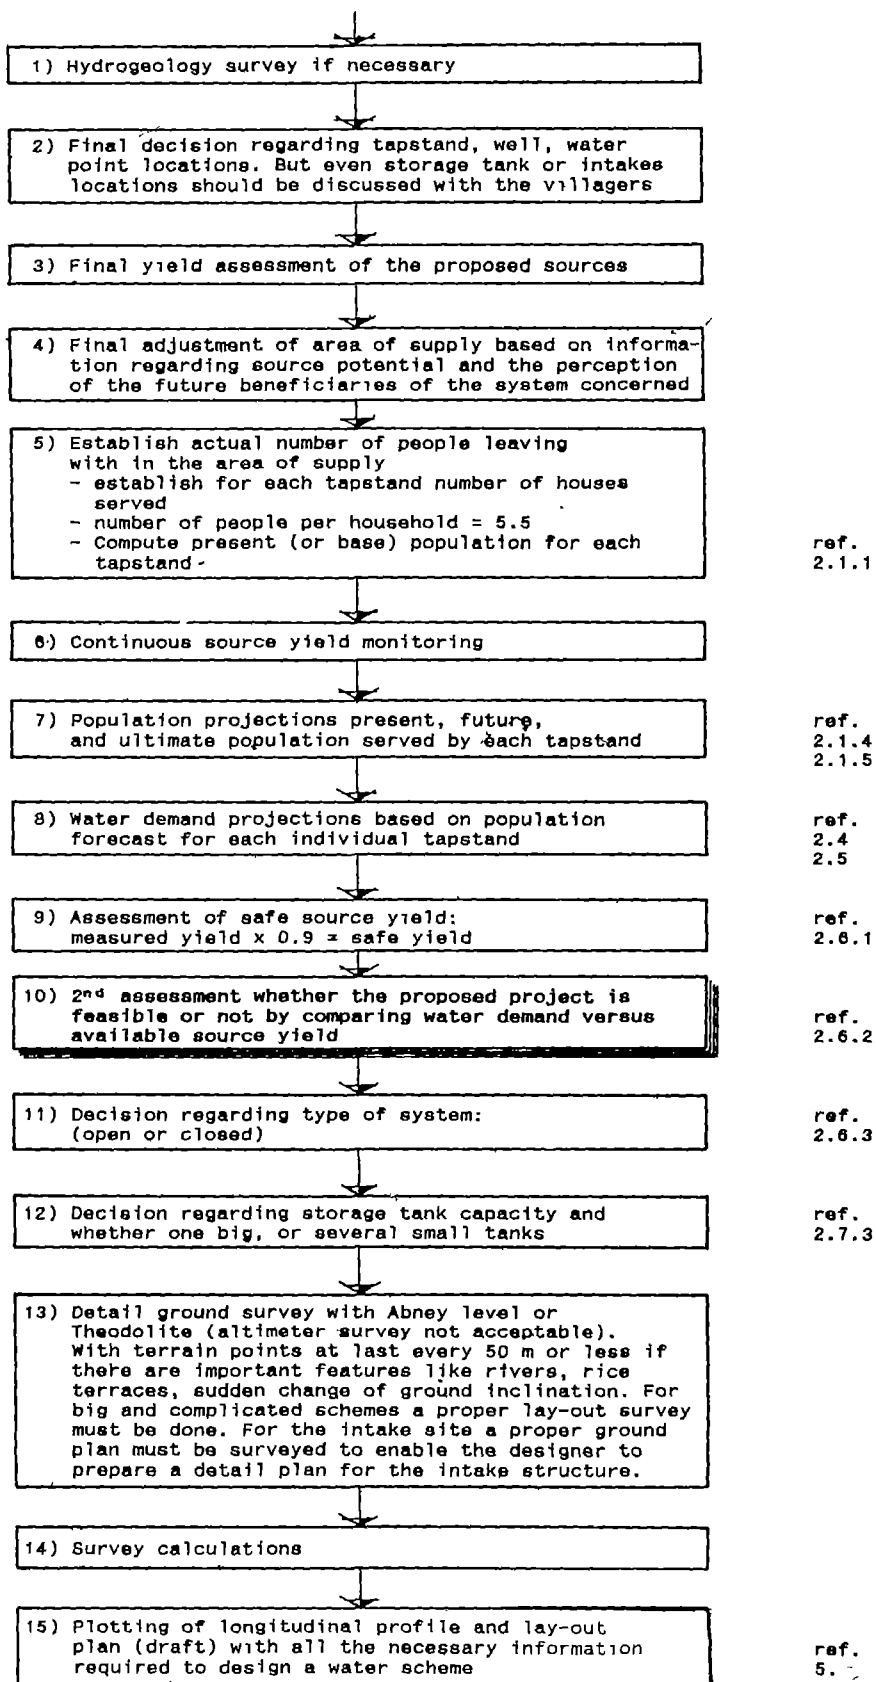 1) Hydrogeology survey if necessary
2) Final decision regarding tapstand, well, water
point locations. But even storage tank or intakes
locations should be discussed with the villagers
3) Final yield assessment of the proposed sources
4) Final adjustment of area of supply based on informa-
tion regarding source potential and the perception
of the future beneficiaries of the system concerned
5) Establish actual number of people leaving
with in the area of supply
- establish for each tapstand number of houses
served
- number of people per household = 5.5
- Compute present (or base) population for each
tapstand
ref.
2.1.1
6) Continuous source yield monitoring
7) Population projections present, future,
and ultimate population served by each tapstand
ref.
2.1.4
2.1.5
8) Water demand projections based on population
forecast for each individual tapstand
ref.
2.4
2.5
9) Assessment of safe source yield:
measured yield x 0.9 = safe yield
ref.
2.6.1
10) 2nd assessment whether the proposed project is
feasible or not by comparing water demand versus
available source yield
ref.
2.6.2
11) Decision regarding type of system:
(open or closed)
ref.
2.6.3
12) Decision regarding storage tank capacity and
whether one big, or several small tanks
ref.
2.7.3
13) Detail ground survey with Abney level or
Theodolite (altimeter survey not acceptable).
With terrain points at last every 50 m or less if
there are important features like rivers, rice
terraces, sudden change of ground inclination. For
big and complicated schemes a proper lay-out survey
must be done. For the intake site a proper ground
plan must be surveyed to enable the designer to
prepare a detail plan for the intake structure.
14) Survey calculations
15) Plotting of longitudinal profile and lay-out
plan (draft) with all the necessary information
required to design a water scheme
ref.
5.